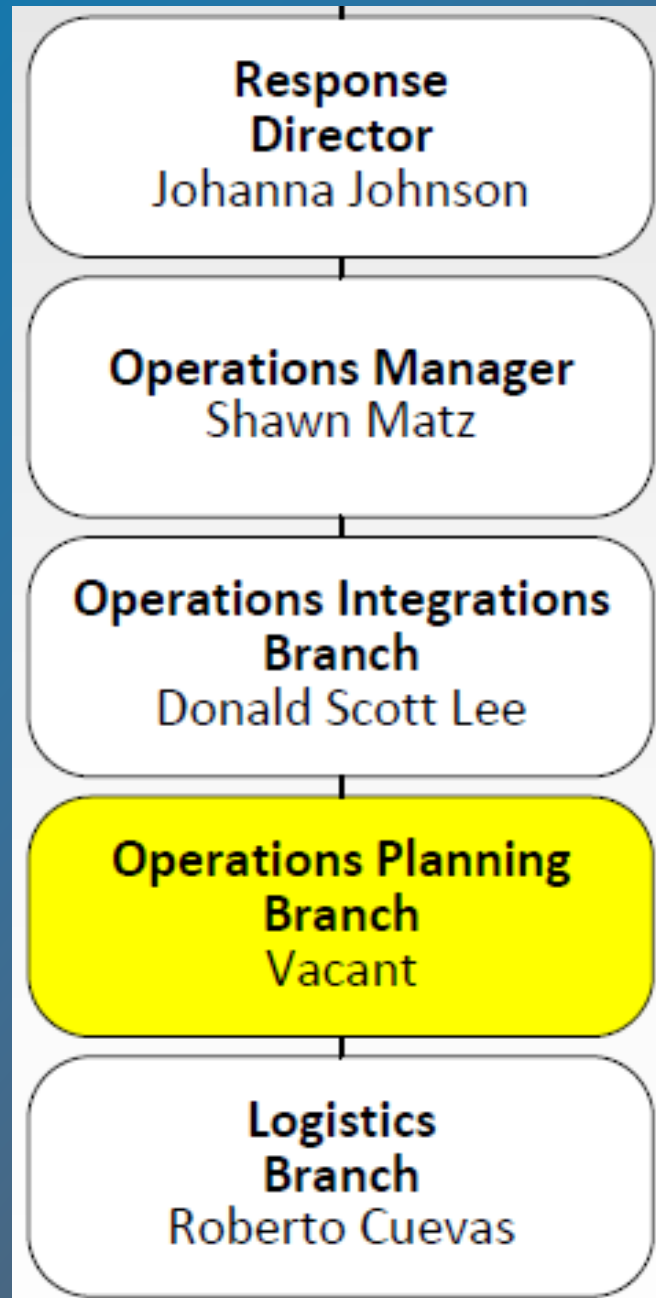 Response
Director
Johanna Johnson
Operations Manager
Shawn Matz
Operations Integrations
Branch
Donald Scott Lee
Operations Planning
Branch
Vacant
Logistics
Branch
Roberto Cuevas